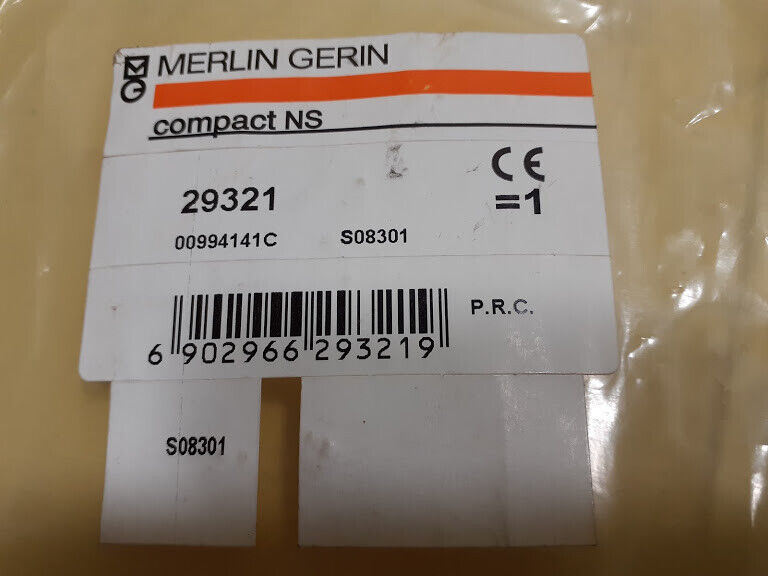 MERLIN GERIN
compact NS
CE
29321
=1
00994141C S08301
P.R.C.
6 902966 293219
S08301